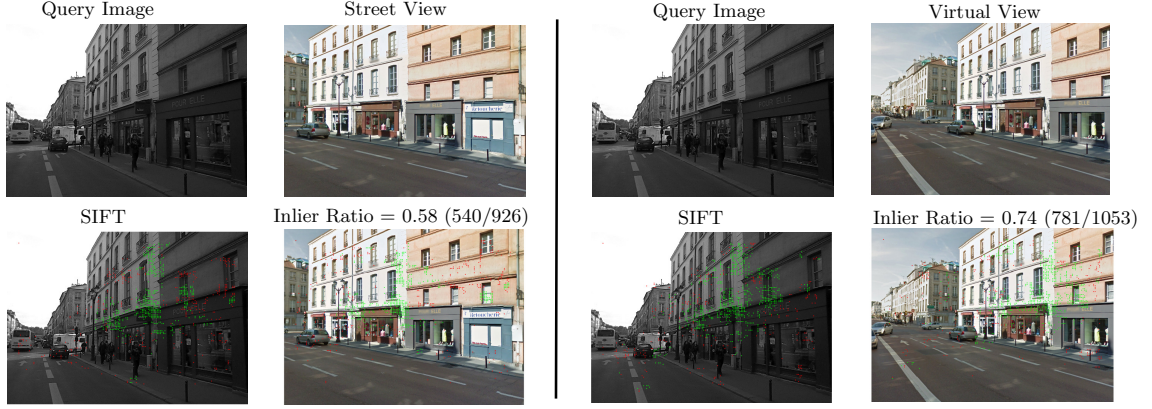 Query Image
Street View
Query Image
Virtual View
SIFT
Inlier Ratio = 0.58 (540/926)
SIFT
Inlier Ratio = 0.74 (781/1053)